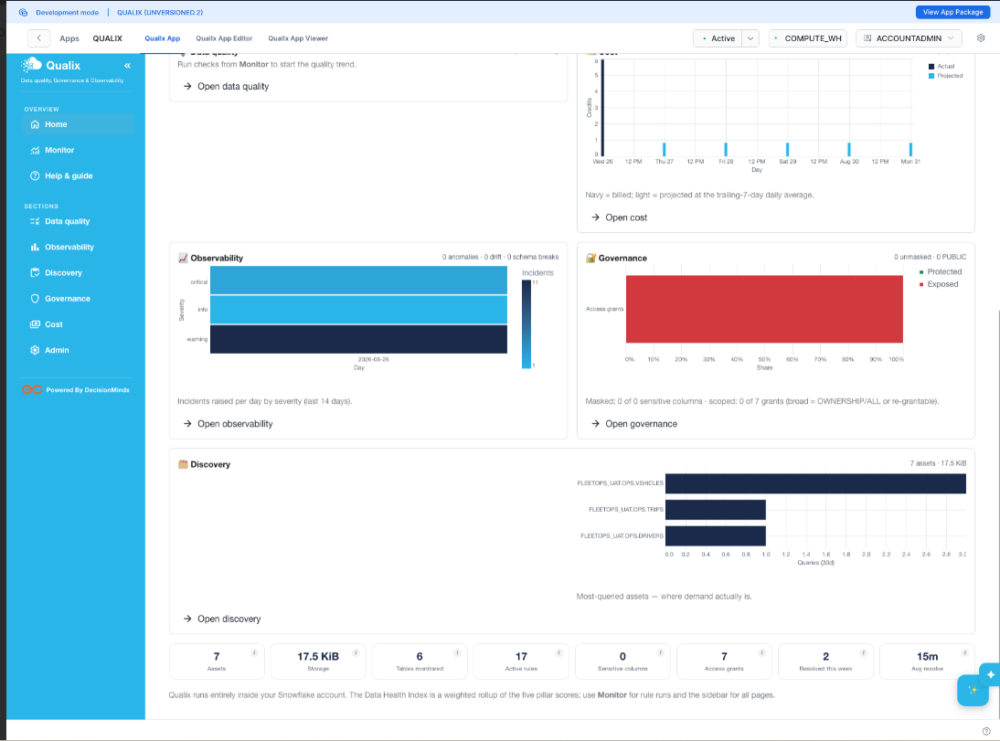 Development mode | QUALIX (UNVERSIONED.2)
View App Package
Apps QUALIX Qualix App Qualix App Editor Qualix App Viewer
Active COMPUTE_WH ACCOUNTADMIN
Qualix
Data quality, Governance & Observability
OVERVIEW
Home
Monitor
Help & guide
SECTIONS
Data quality
Observability
Discovery
Governance
Cost
Admin
Powered By DecisionMinds
Data quality
Run checks from Monitor to start the quality trend.
→ Open data quality
Cost
Credits
6
5
4
3
2
1
0
Wed 26 12 PM Thu 27 12 PM Fri 28 12 PM Sat 29 12 PM Aug 30 12 PM Mon 31
Day
Actual
Projected
Navy = billed; light = projected at the trailing-7-day daily average.
→ Open cost
Observability
0 anomalies · 0 drift · 0 schema breaks
Severity
critical
info
warning
2026-08-26
Day
Incidents
11
1
Incidents raised per day by severity (last 14 days).
→ Open observability
Governance
0 unmasked · 0 PUBLIC
Protected
Exposed
Access grants
0% 10% 20% 30% 40% 50% 60% 70% 80% 90% 100%
Share
Masked: 0 of 0 sensitive columns · scoped: 0 of 7 grants (broad = OWNERSHIP/ALL or re-grantable).
→ Open governance
Discovery
7 assets · 17.5 KiB
FLEETOPS_UAT.OPS.VEHICLES
FLEETOPS_UAT.OPS.TRIPS
FLEETOPS_UAT.OPS.DRIVERS
0.0 0.2 0.4 0.6 0.8 1.0 1.2 1.4 1.6 1.8 2.0 2.2 2.4 2.6 2.8
Queries (30d)
Most-queried assets — where demand actually is.
→ Open discovery
7
Assets
17.5 KiB
Storage
6
Tables monitored
17
Active rules
0
Sensitive columns
7
Access grants
2
Resolved this week
15m
Avg resolve
Qualix runs entirely inside your Snowflake account. The Data Health Index is a weighted rollup of the five pillar scores; use Monitor for rule runs and the sidebar for all pages.